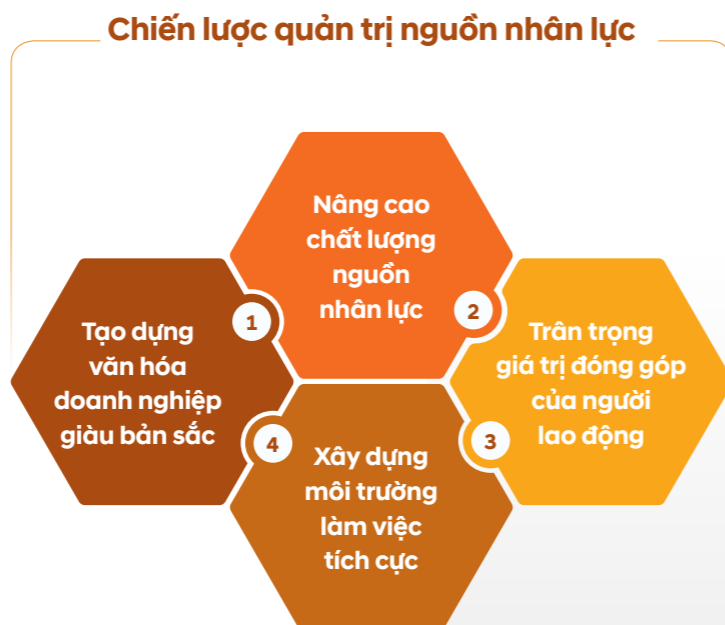 Chiến lược quản trị nguồn nhân lực
1
Tạo dựng
văn hóa
doanh nghiệp
giàu bản sắc
2
Nâng cao
chất lượng
nguồn
nhân lực
3
Trân trọng
giá trị đóng góp
của người
lao động
4
Xây dựng
môi trường
làm việc
tích cực